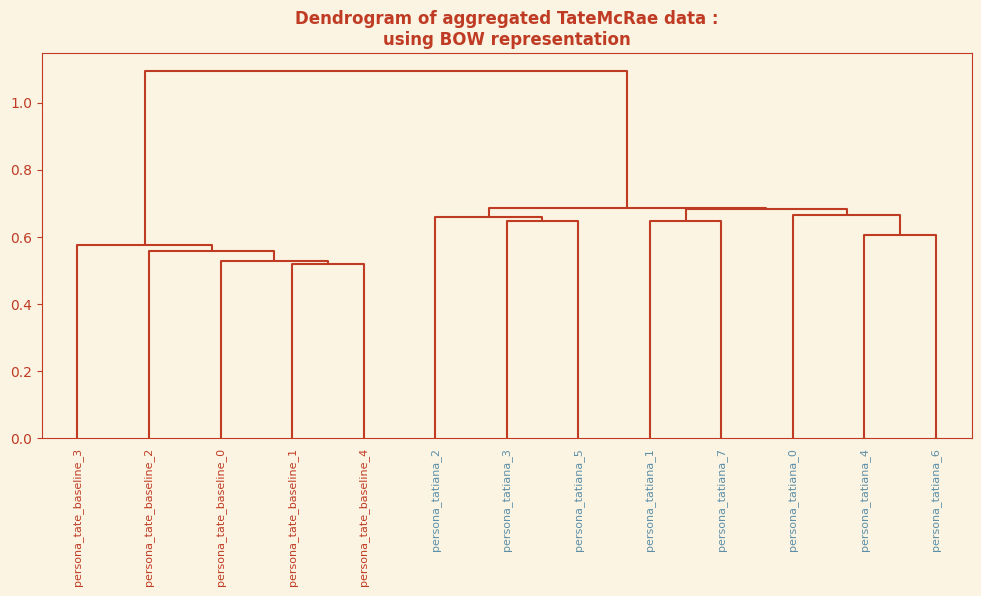 Dendrogram of aggregated TateMcRae data :
using BOW representation
1.0
0.8
0.6
0.4
0.2
0.0
persona_tate_baseline_3
persona_tate_baseline_2
persona_tate_baseline_0
persona_tate_baseline_1
persona_tate_baseline_4
persona_tatiana_2
persona_tatiana_3
persona_tatiana_5
persona_tatiana_1
persona_tatiana_7
persona_tatiana_0
persona_tatiana_4
persona_tatiana_6